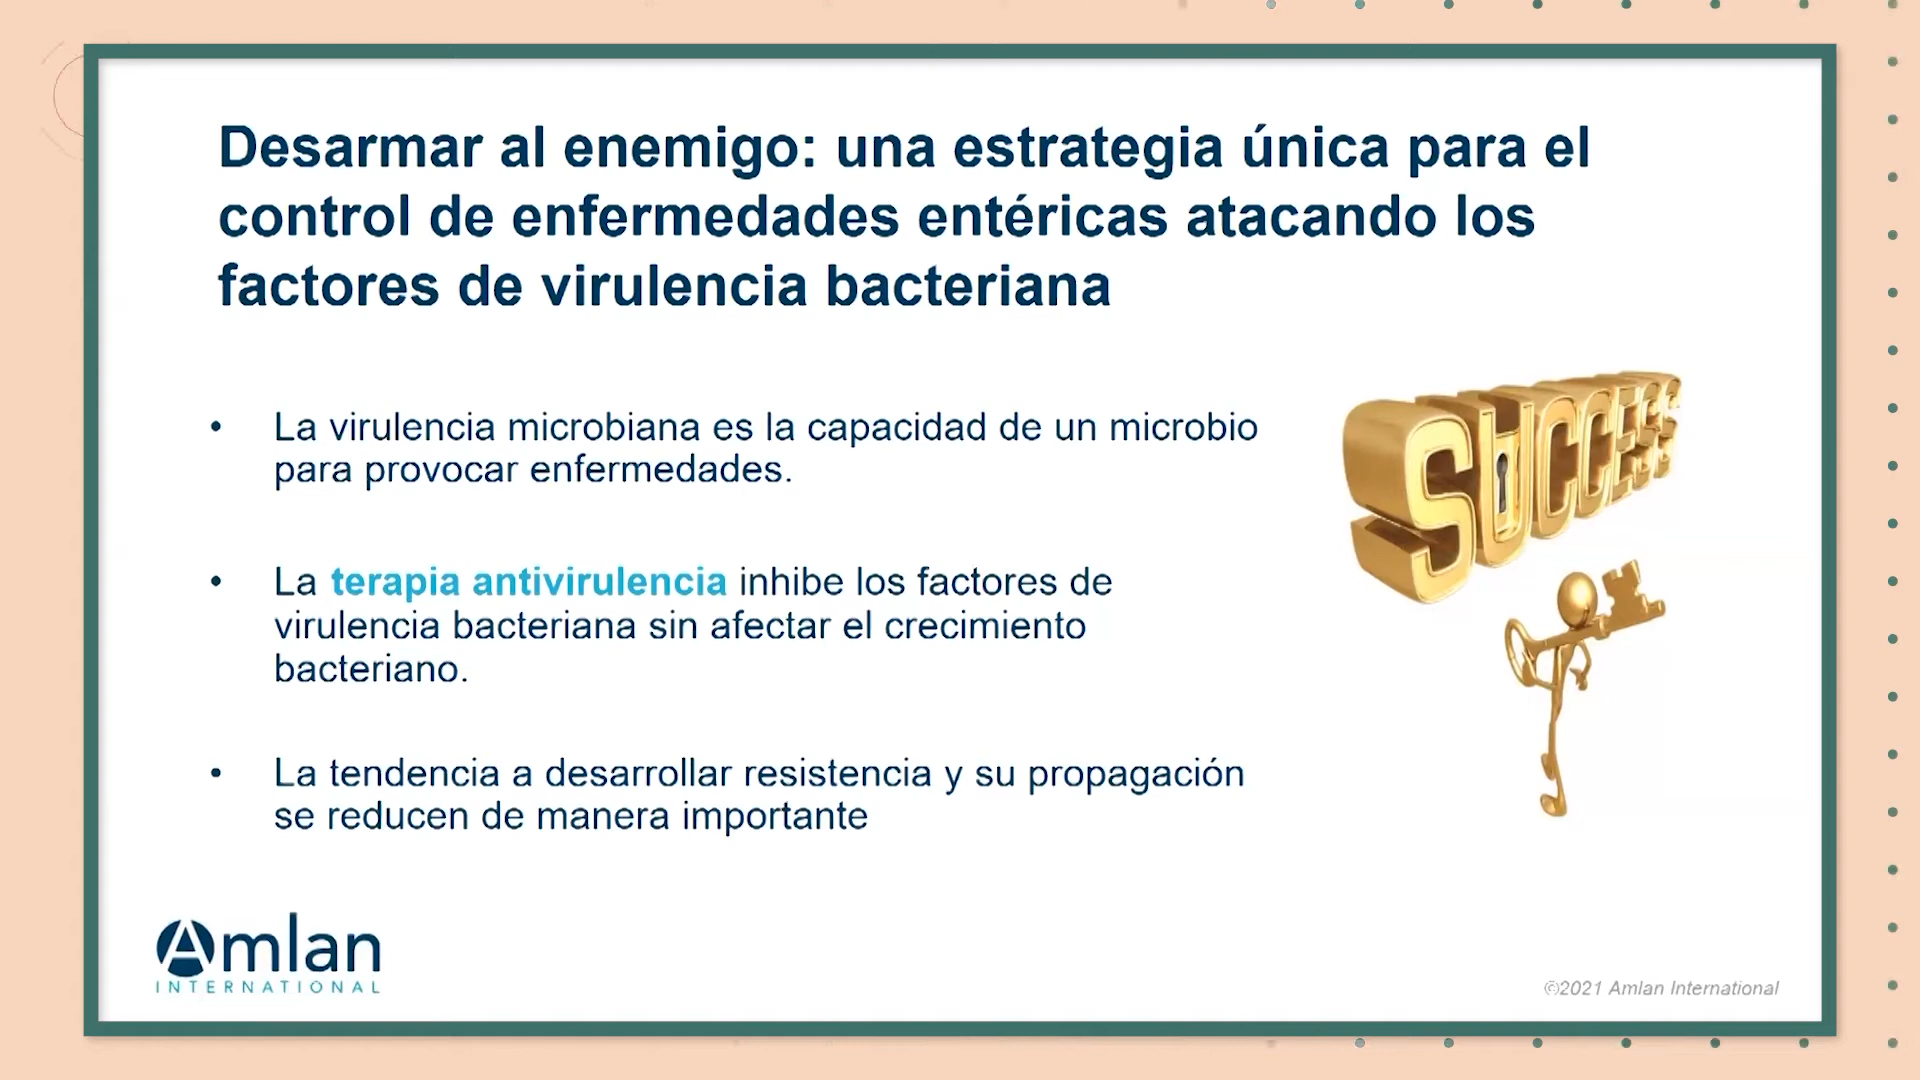 Desarmar al enemigo: una estrategia única para el
control de enfermedades entéricas atacando los
factores de virulencia bacteriana
• La virulencia microbiana es la capacidad de un microbio
para provocar enfermedades.
• La terapia antivirulencia inhibe los factores de
virulencia bacteriana sin afectar el crecimiento
bacteriano.
• La tendencia a desarrollar resistencia y su propagación
se reducen de manera importante
SUCCESS
Amlan
INTERNATIONAL
©2021 Amlan International